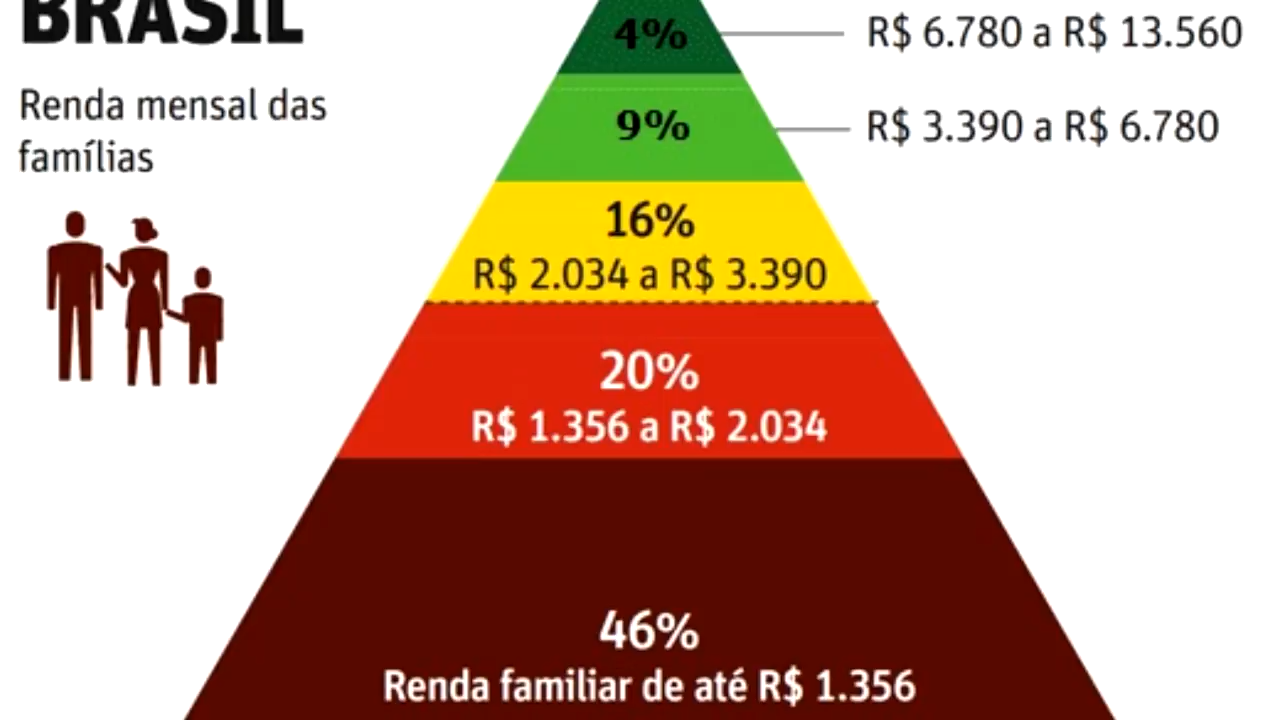 BRASIL
Renda mensal das
famílias
4%
R$ 6.780 a R$ 13.560
9%
R$ 3.390 a R$ 6.780
16%
R$ 2.034 a R$ 3.390
20%
R$ 1.356 a R$ 2.034
46%
Renda familiar de até R$ 1.356